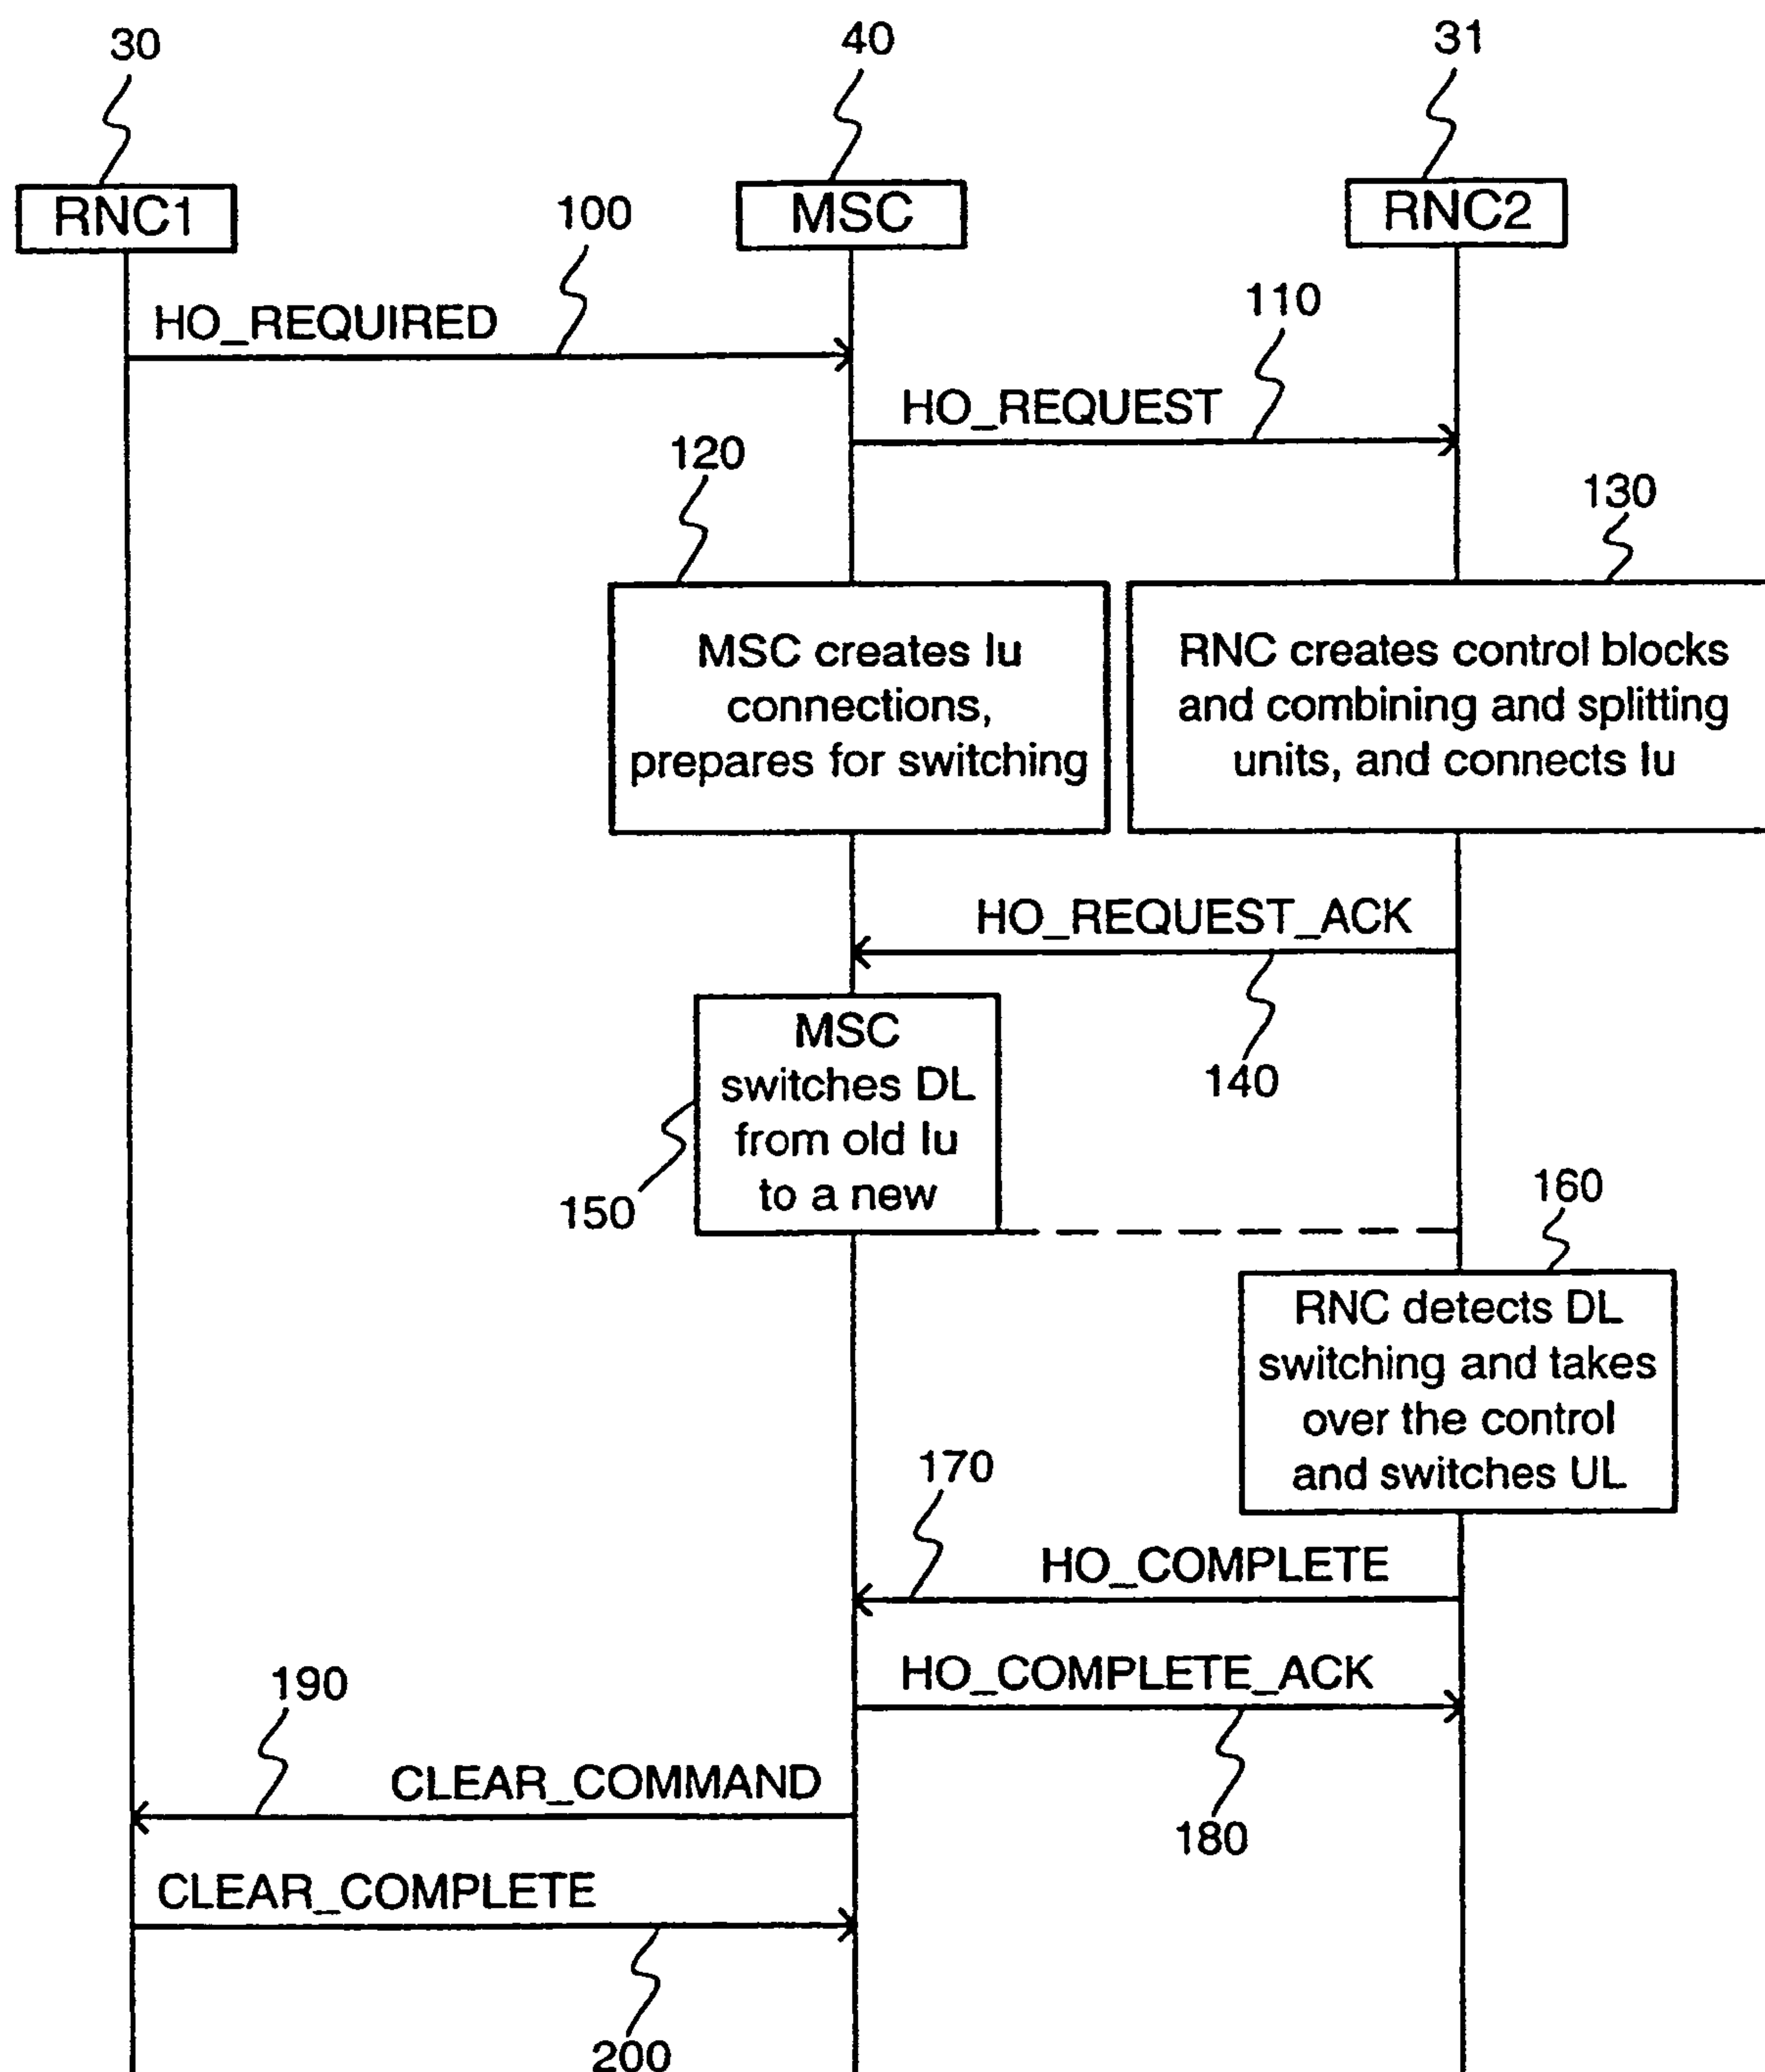 30
40
31
RNC1
MSC
RNC2
100
HO_REQUIRED
110
HO_REQUEST
120
130
MSC creates Iu
connections,
prepares for switching
RNC creates control blocks
and combining and splitting
units, and connects Iu
HO_REQUEST_ACK
140
MSC
switches DL
from old Iu
to a new
150
160
RNC detects DL
switching and takes
over the control
and switches UL
170
HO_COMPLETE
HO_COMPLETE_ACK
180
190
CLEAR_COMMAND
CLEAR_COMPLETE
200